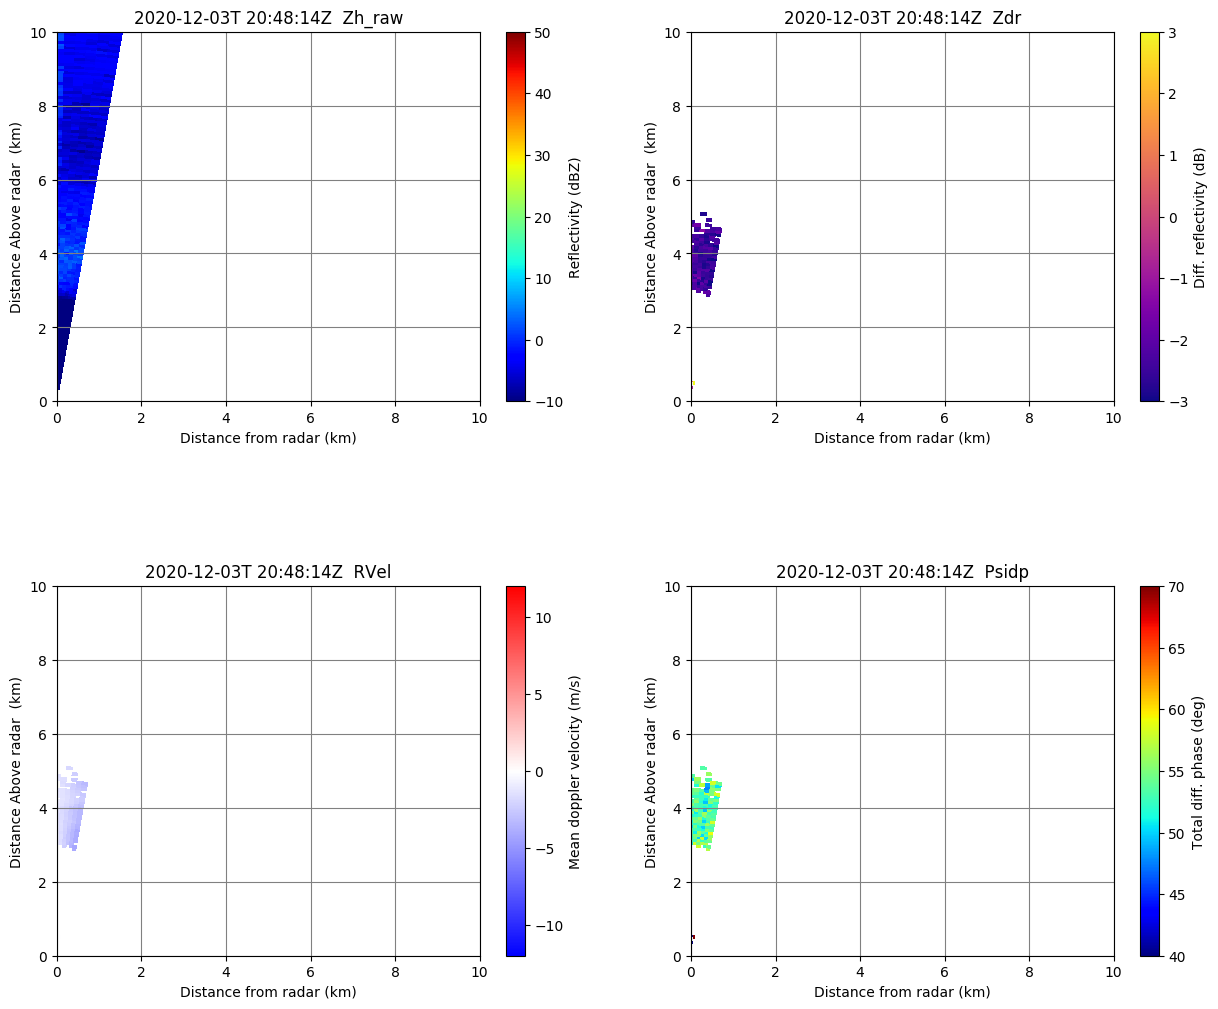 2020-12-03T 20:48:14Z  Zh_raw
10
8
6
4
2
0
Distance Above radar  (km)
0 2 4 6 8 10
Distance from radar (km)
50
40
30
20
10
0
−10
Reflectivity (dBZ)
2020-12-03T 20:48:14Z  Zdr
10
8
6
4
2
0
Distance Above radar  (km)
0 2 4 6 8 10
Distance from radar (km)
3
2
1
0
−1
−2
−3
Diff. reflectivity (dB)
2020-12-03T 20:48:14Z  RVel
10
8
6
4
2
0
Distance Above radar  (km)
0 2 4 6 8 10
Distance from radar (km)
10
5
0
−5
−10
Mean doppler velocity (m/s)
2020-12-03T 20:48:14Z  Psidp
10
8
6
4
2
0
Distance Above radar  (km)
0 2 4 6 8 10
Distance from radar (km)
70
65
60
55
50
45
40
Total diff. phase (deg)